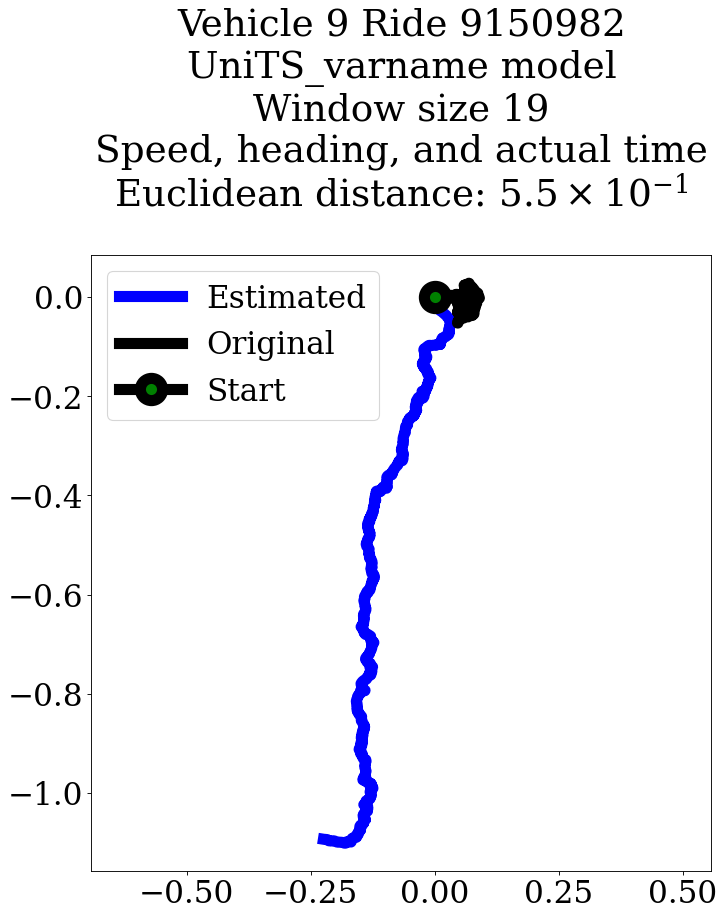 Vehicle 9 Ride 9150982
UniTS_varname model
Window size 19
Speed, heading, and actual time
Euclidean distance: 5.5 × 10⁻¹
Estimated
Original
Start
0.0
−0.2
−0.4
−0.6
−0.8
−1.0
−0.50
−0.25
0.00
0.25
0.50